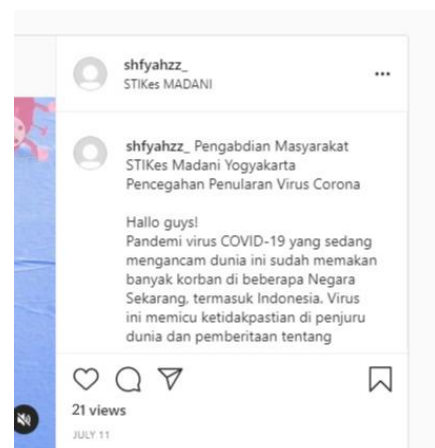 shfyahzz_
STIKes MADANI
shfyahzz_ Pengabdian Masyarakat
STIKes Madani Yogyakarta
Pencegahan Penularan Virus Corona
Hallo guys!
Pandemi virus COVID-19 yang sedang
mengancam dunia ini sudah memakan
banyak korban di beberapa Negara
Sekarang, termasuk Indonesia. Virus
ini memicu ketidakpastian di penjuru
dunia dan pemberitaan tentang
21 views
JULY 11